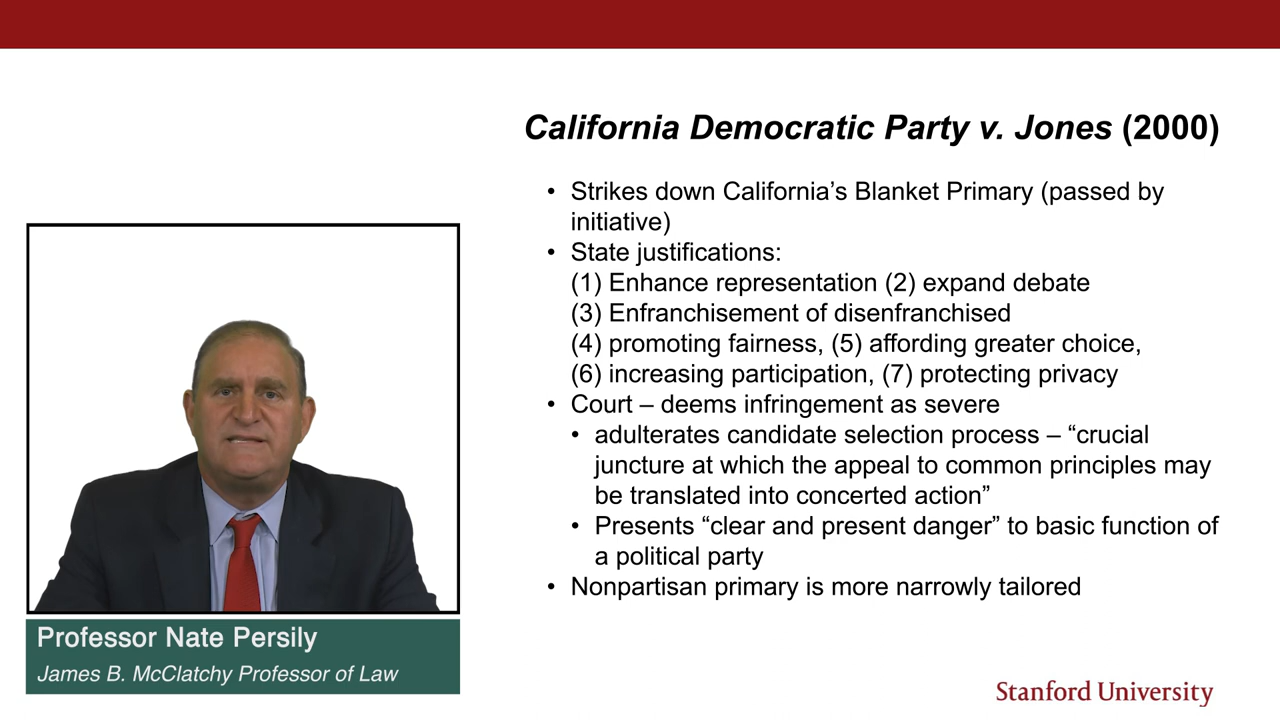 California Democratic Party v. Jones (2000)
• Strikes down California’s Blanket Primary (passed by
initiative)
• State justifications:
(1) Enhance representation (2) expand debate
(3) Enfranchisement of disenfranchised
(4) promoting fairness, (5) affording greater choice,
(6) increasing participation, (7) protecting privacy
• Court – deems infringement as severe
• adulterates candidate selection process – “crucial
juncture at which the appeal to common principles may
be translated into concerted action”
• Presents “clear and present danger” to basic function of
a political party
• Nonpartisan primary is more narrowly tailored
Professor Nate Persily
James B. McClatchy Professor of Law
Stanford University